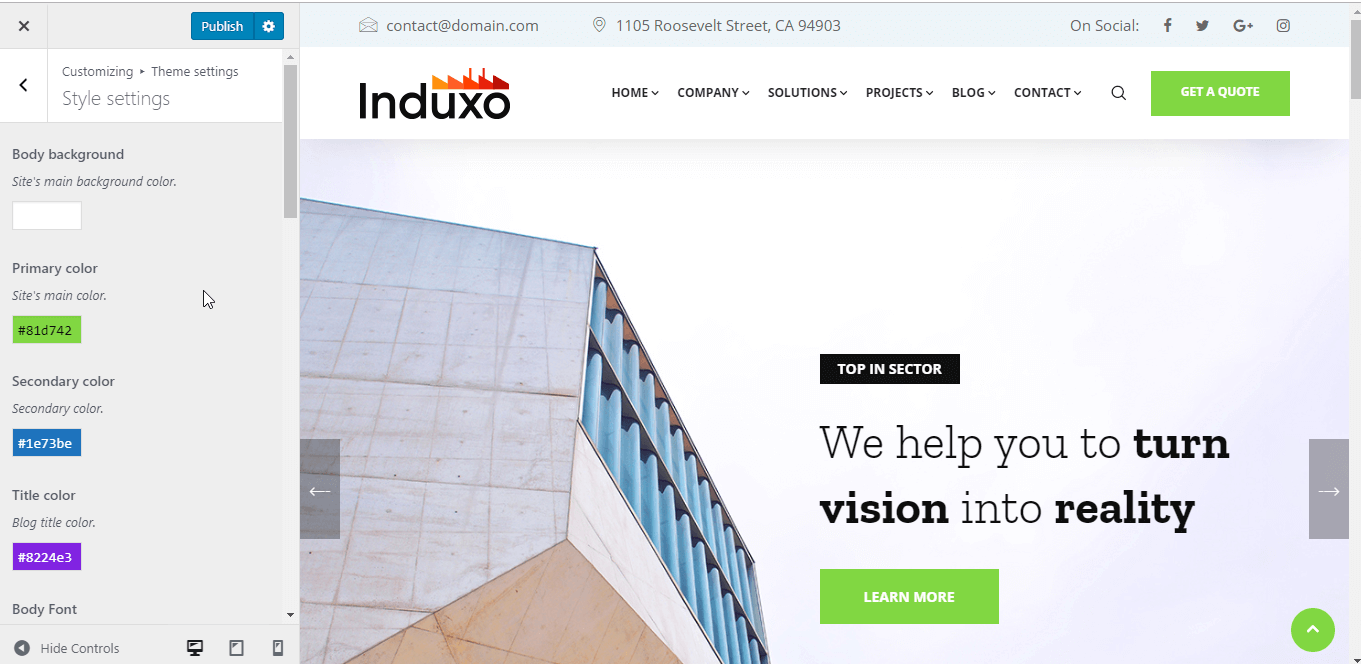 Publish
Customizing ▸ Theme settings
Style settings
Body background
Site's main background color.
Primary color
Site's main color.
#81d742
Secondary color
Secondary color.
#1e73be
Title color
Blog title color.
#8224e3
Body Font
Hide Controls
contact@domain.com
1105 Roosevelt Street, CA 94903
On Social:
Induxo
HOME
COMPANY
SOLUTIONS
PROJECTS
BLOG
CONTACT
GET A QUOTE
TOP IN SECTOR
We help you to turn
vision into reality
LEARN MORE